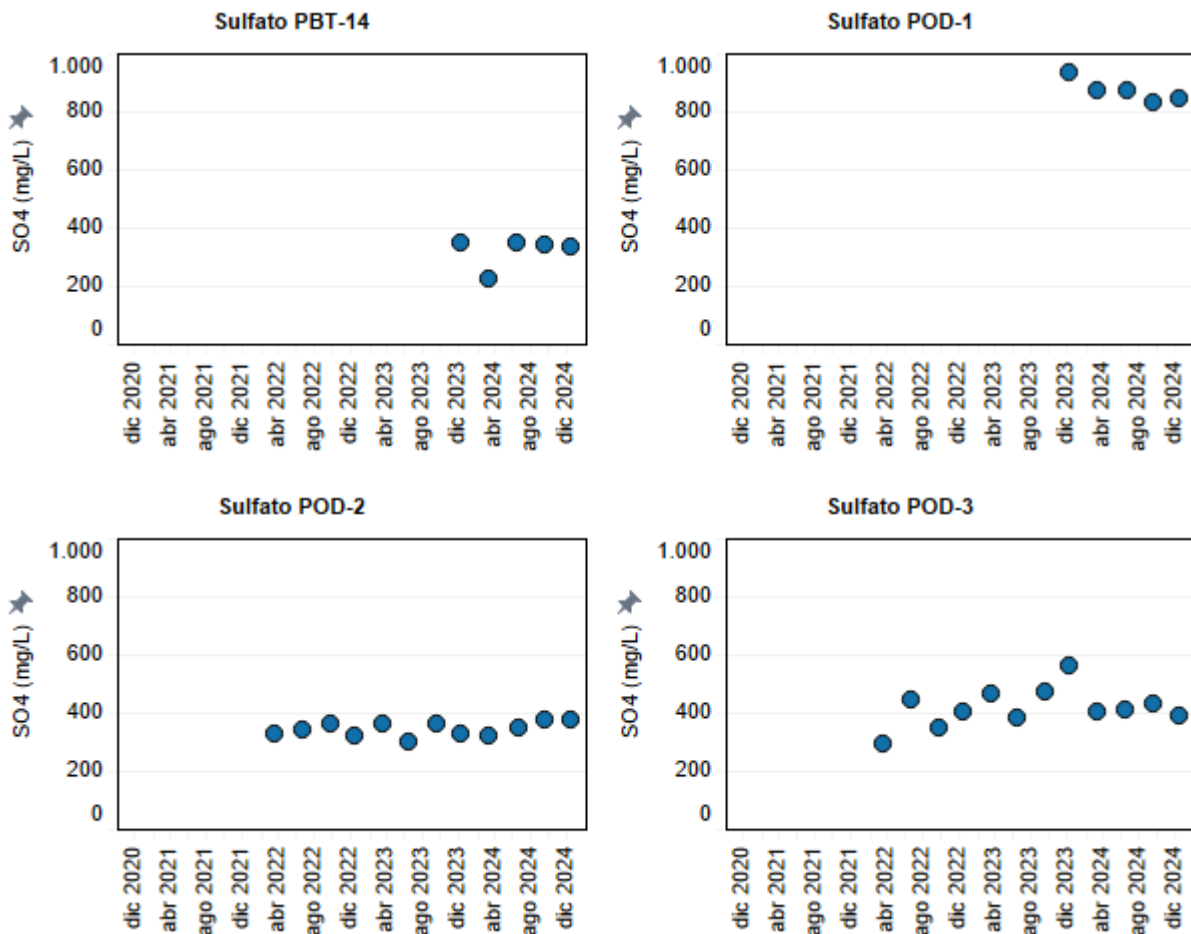 Sulfato PBT-14
SO4 (mg/L)
1.000
800
600
400
200
0
dic 2020
abr 2021
ago 2021
dic 2021
abr 2022
ago 2022
dic 2022
abr 2023
ago 2023
dic 2023
abr 2024
ago 2024
dic 2024
Sulfato POD-1
SO4 (mg/L)
1.000
800
600
400
200
0
dic 2020
abr 2021
ago 2021
dic 2021
abr 2022
ago 2022
dic 2022
abr 2023
ago 2023
dic 2023
abr 2024
ago 2024
dic 2024
Sulfato POD-2
SO4 (mg/L)
1.000
800
600
400
200
0
dic 2020
abr 2021
ago 2021
dic 2021
abr 2022
ago 2022
dic 2022
abr 2023
ago 2023
dic 2023
abr 2024
ago 2024
dic 2024
Sulfato POD-3
SO4 (mg/L)
1.000
800
600
400
200
0
dic 2020
abr 2021
ago 2021
dic 2021
abr 2022
ago 2022
dic 2022
abr 2023
ago 2023
dic 2023
abr 2024
ago 2024
dic 2024